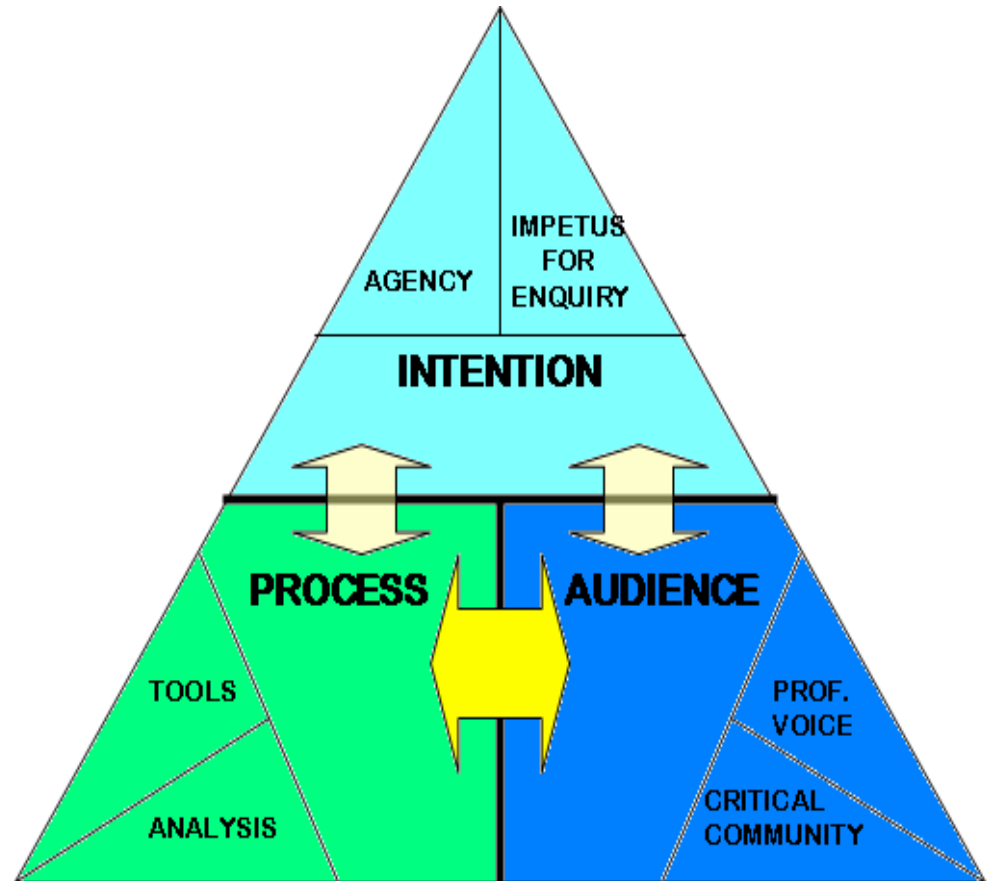 IMPETUS
FOR
ENQUIRY
AGENCY
INTENTION
PROCESS
AUDIENCE
TOOLS
ANALYSIS
PROF.
VOICE
CRITICAL
COMMUNITY